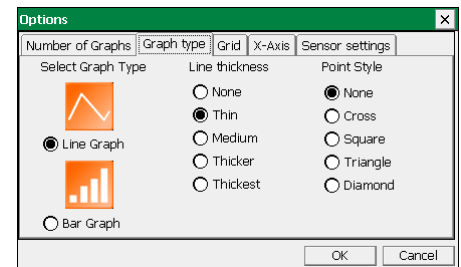 Options
Number of Graphs Graph type Grid X-Axis Sensor settings
Select Graph Type Line thickness Point Style
None None
Thin Cross
Line Graph Medium Square
Thicker Triangle
Thickest Diamond
Bar Graph
OK Cancel